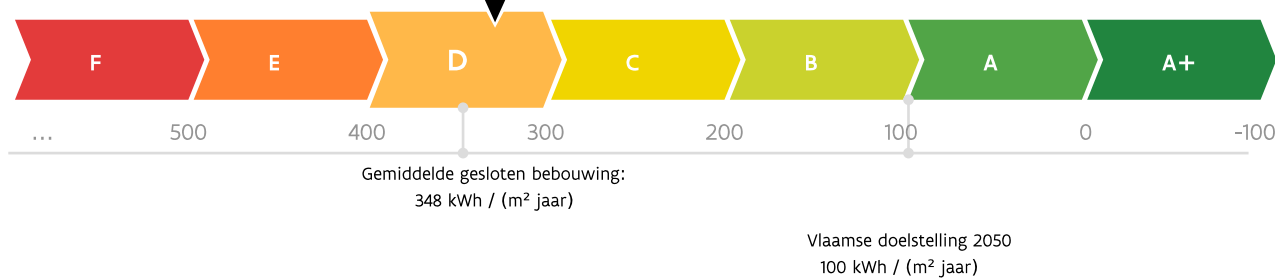 F E D C B A A+
... 500 400 300 200 100 0 -100
Gemiddelde gesloten bebouwing:
348 kWh / (m² jaar)
Vlaamse doelstelling 2050
100 kWh / (m² jaar)